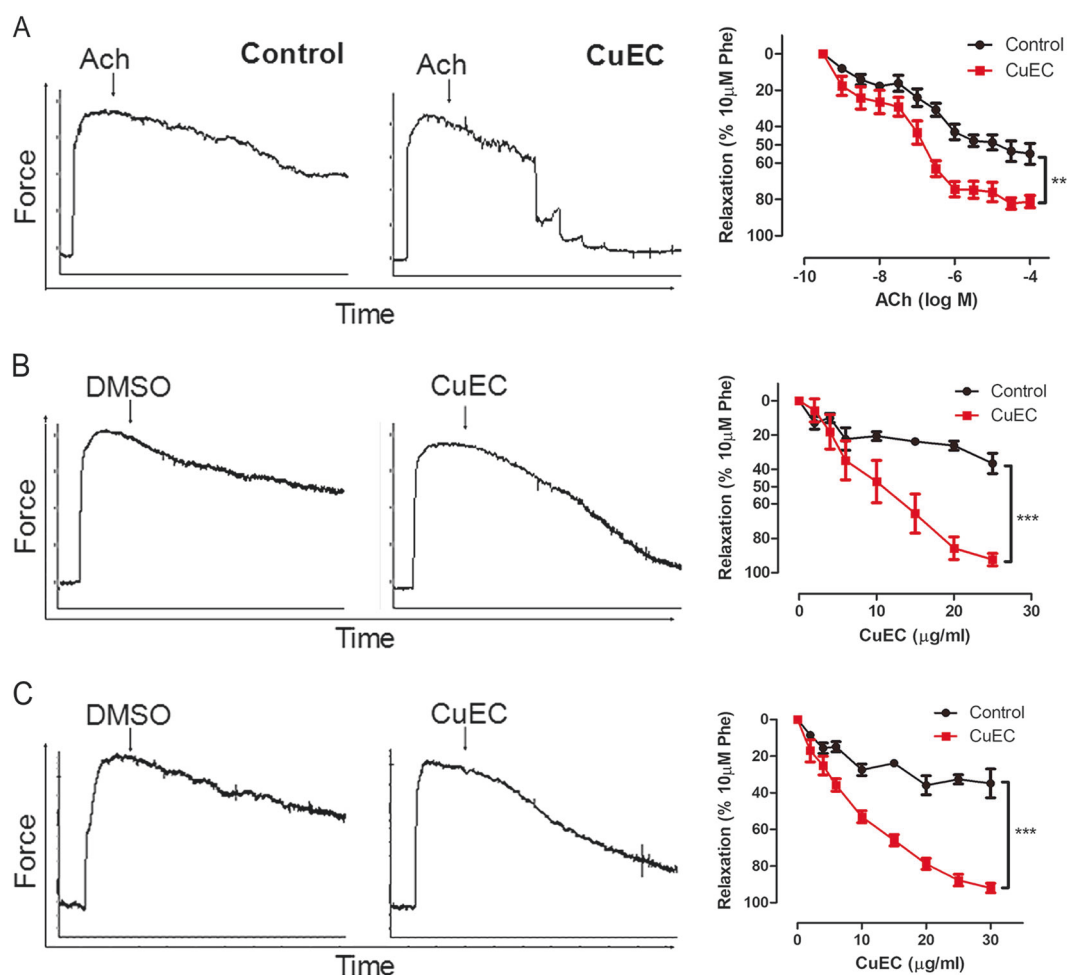 A
Ach
Control
Ach
CuEC
Force
Time
Control
CuEC
Relaxation (% 10μM Phe)
0
20
40
50
60
80
100
-10
-8
-6
-4
ACh (log M)
**
B
DMSO
CuEC
Force
Time
Control
CuEC
Relaxation (% 10μM Phe)
0
20
40
50
60
80
100
0
10
20
30
CuEC (μg/ml)
***
C
DMSO
CuEC
Force
Time
Control
CuEC
Relaxation (% 10μM Phe)
0
20
40
60
80
100
0
10
20
30
CuEC (μg/ml)
***